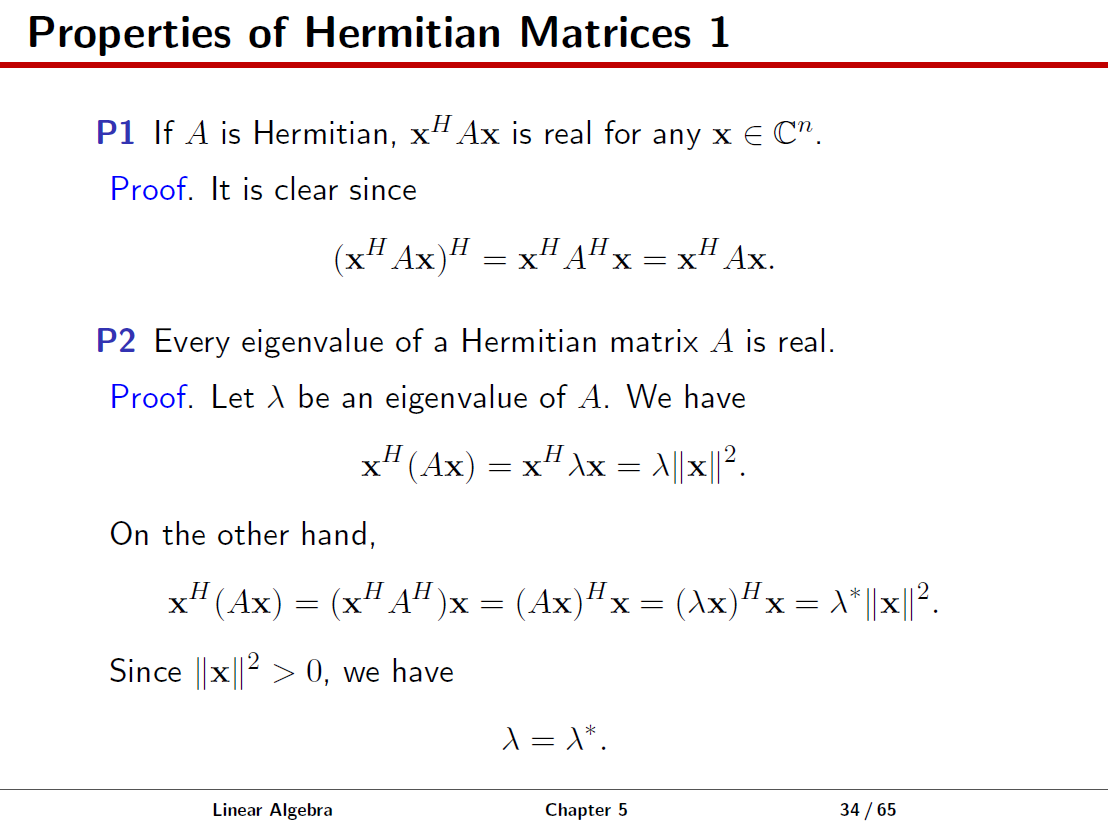 Properties of Hermitian Matrices 1
P1 If A is Hermitian, x^H Ax is real for any x ∈ ℂ^n.
Proof. It is clear since
(x^H Ax)^H = x^H A^H x = x^H Ax.
P2 Every eigenvalue of a Hermitian matrix A is real.
Proof. Let λ be an eigenvalue of A. We have
x^H (Ax) = x^H λx = λ‖x‖^2.
On the other hand,
x^H (Ax) = (x^H A^H)x = (Ax)^H x = (λx)^H x = λ*‖x‖^2.
Since ‖x‖^2 > 0, we have
λ = λ*.
Linear Algebra Chapter 5 34 / 65